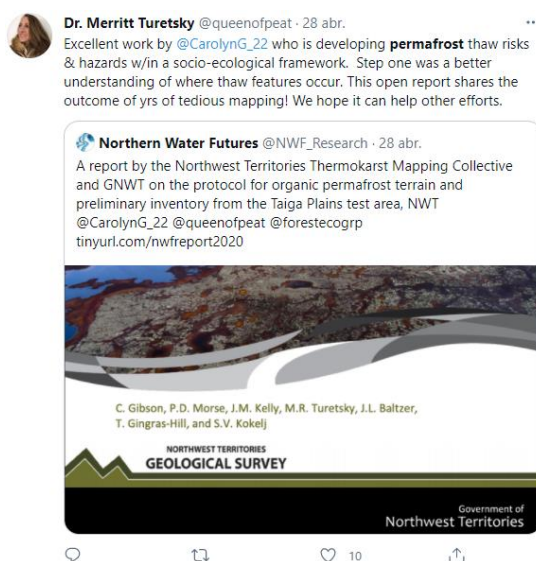 Dr. Merritt Turetsky @queenofpeat · 28 abr.
Excellent work by @CarolynG_22 who is developing permafrost thaw risks
& hazards w/in a socio-ecological framework. Step one was a better
understanding of where thaw features occur. This open report shares the
outcome of yrs of tedious mapping! We hope it can help other efforts.
Northern Water Futures @NWF_Research · 28 abr.
A report by the Northwest Territories Thermokarst Mapping Collective
and GNWT on the protocol for organic permafrost terrain and
preliminary inventory from the Taiga Plains test area, NWT
@CarolynG_22 @queenofpeat @forestecogrp
tinyurl.com/nwfreport2020
C. Gibson, P.D. Morse, J.M. Kelly, M.R. Turetsky, J.L. Baltzer,
T. Gingras-Hill, and S.V. Kokelj
NORTHWEST TERRITORIES
GEOLOGICAL SURVEY
Government of
Northwest Territories
10